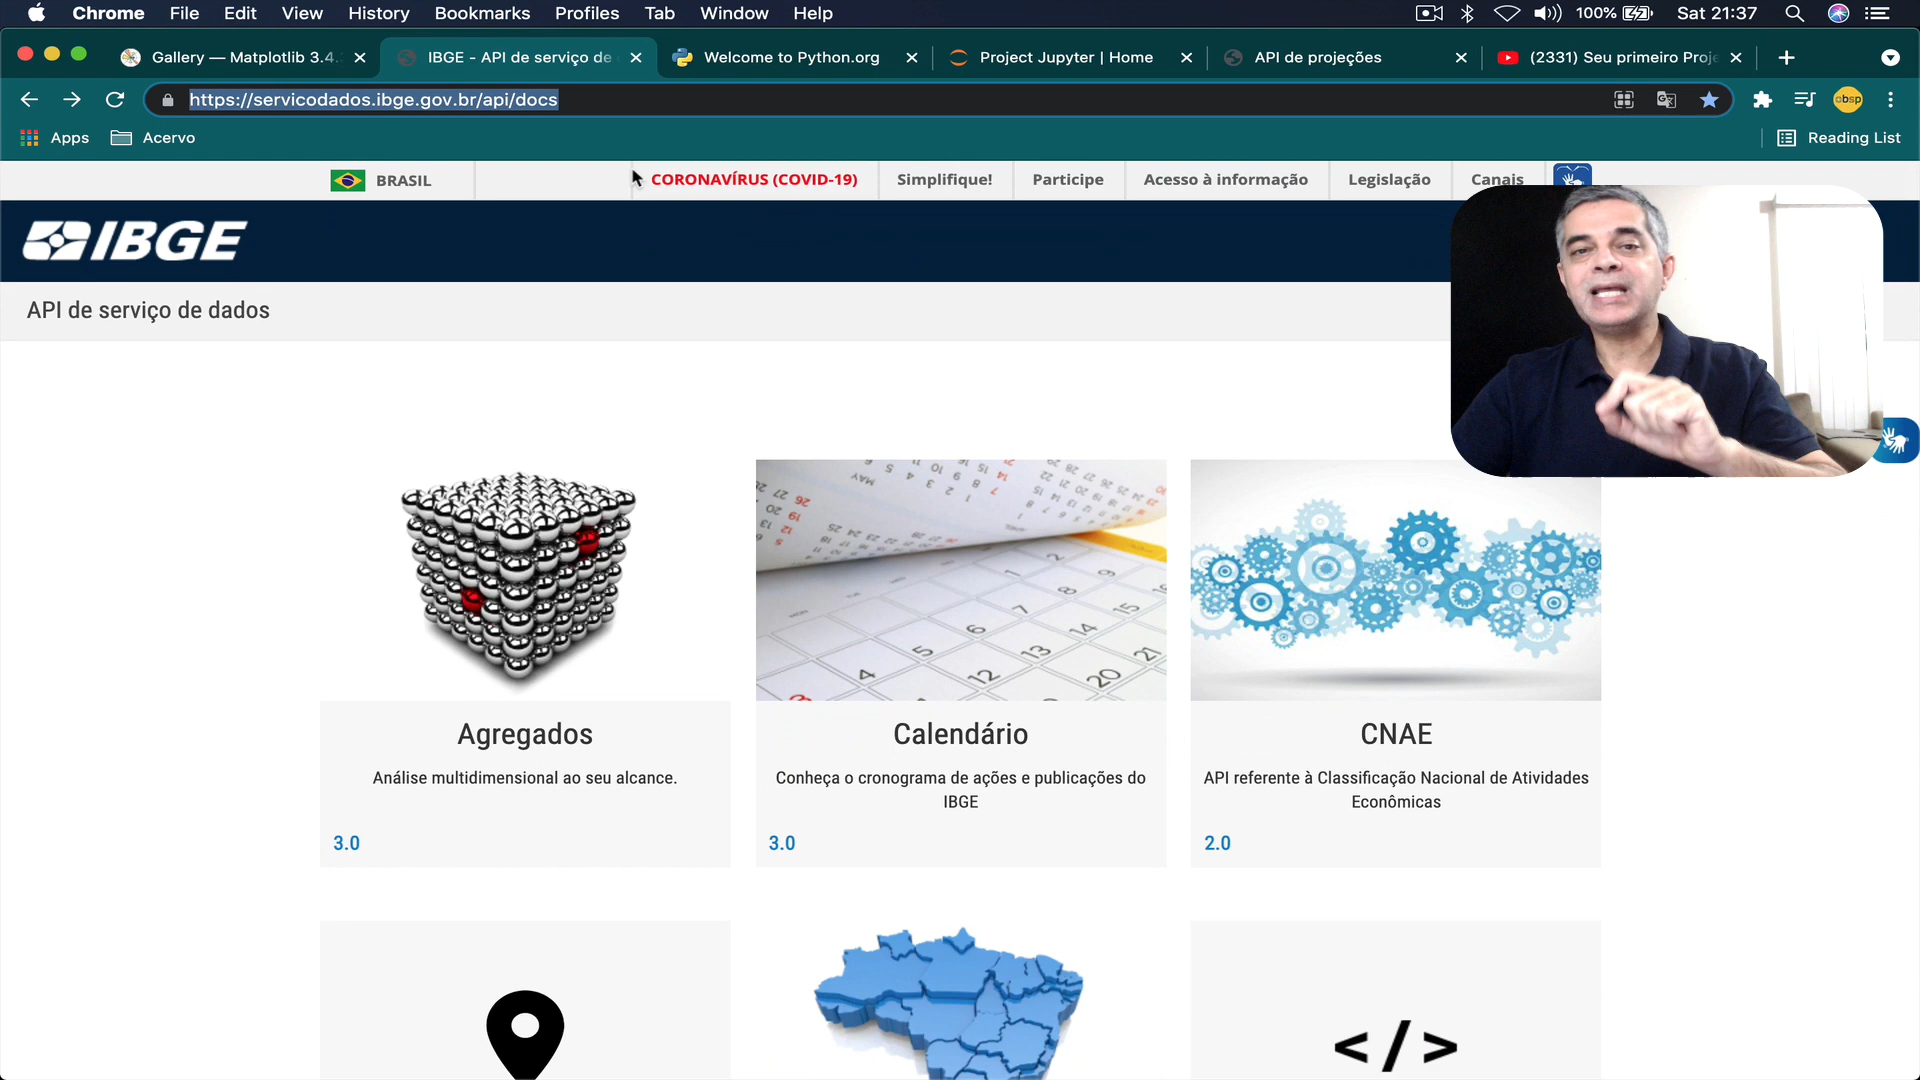 Chrome File Edit View History Bookmarks Profiles Tab Window Help 100% Sat 21:37
Gallery — Matplotlib 3.4. IBGE - API de serviço de Welcome to Python.org Project Jupyter | Home API de projeções (2331) Seu primeiro Proje
https://servicodados.ibge.gov.br/api/docs obsp
Apps Acervo Reading List
BRASIL CORONAVÍRUS (COVID-19) Simplifique! Participe Acesso à informação Legislação Canais
IBGE
API de serviço de dados
Agregados
Análise multidimensional ao seu alcance.
3.0
Calendário
Conheça o cronograma de ações e publicações do
IBGE
3.0
CNAE
API referente à Classificação Nacional de Atividades
Econômicas
2.0
</>